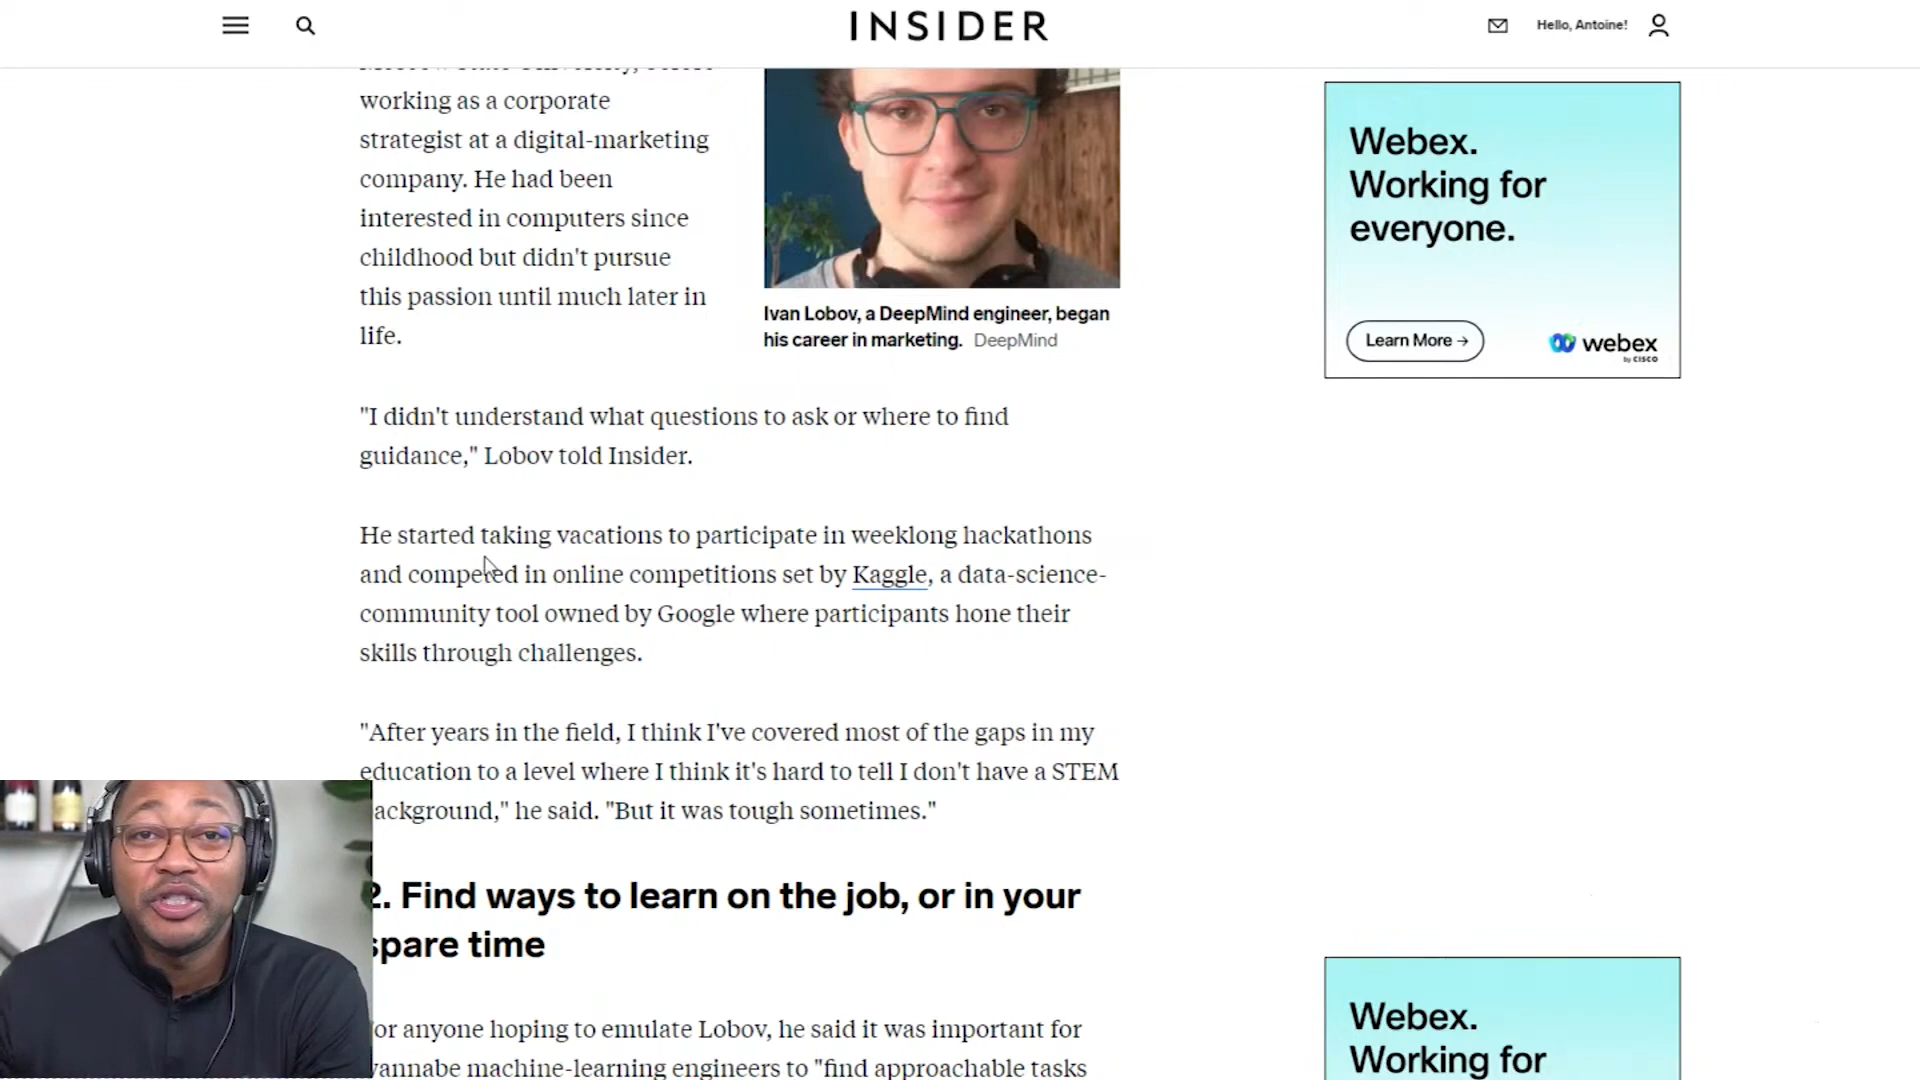 INSIDER
Hello, Antoine!
working as a corporate
strategist at a digital-marketing
company. He had been
interested in computers since
childhood but didn't pursue
this passion until much later in
life.
Ivan Lobov, a DeepMind engineer, began
his career in marketing. DeepMind
Webex.
Working for
everyone.
Learn More →
webex
by CISCO
"I didn't understand what questions to ask or where to find
guidance," Lobov told Insider.
He started taking vacations to participate in weeklong hackathons
and competed in online competitions set by Kaggle, a data-science-
community tool owned by Google where participants hone their
skills through challenges.
"After years in the field, I think I've covered most of the gaps in my
education to a level where I think it's hard to tell I don't have a STEM
ackground," he said. "But it was tough sometimes."
2. Find ways to learn on the job, or in your
spare time
or anyone hoping to emulate Lobov, he said it was important for
wannabe machine-learning engineers to "find approachable tasks
Webex.
Working for